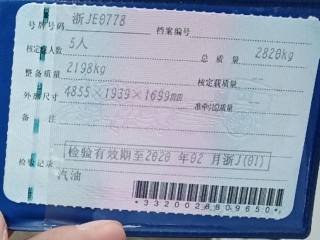 号牌号码 浙JE0778 档案编号
核定载人数 5人 总质量 2820kg
整备质量 2198kg 核定载质量
外廓尺寸 4855×1939×1699mm 准牵引总质量
备注
检验有效期至2020年02月浙J(01)
检验记录
汽油
*3320028809650*